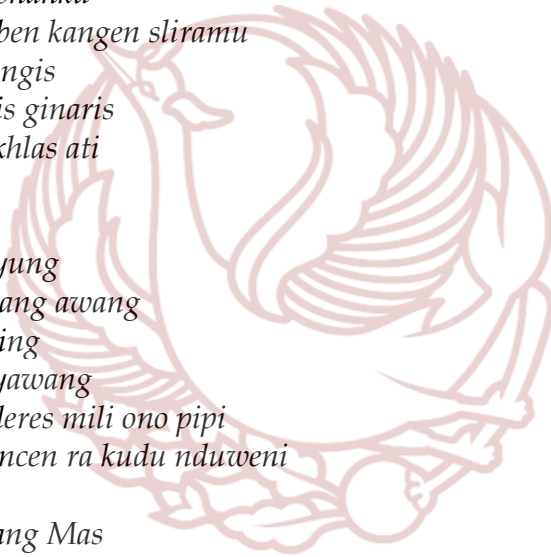 ben kangen sliramu
ngis
is ginaris
khlas ati
yung
ang awang
ing
yawang
deres mili ono pipi
ncen ra kudu nduweni
ang Mas